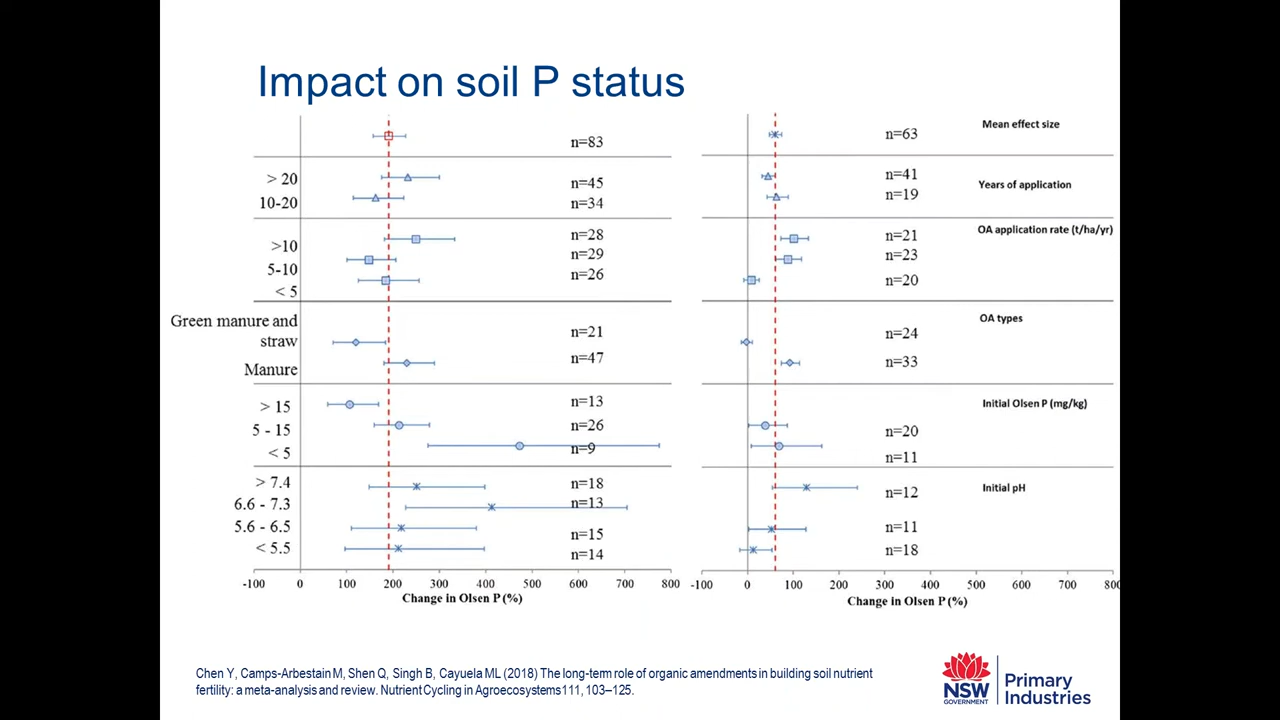 Impact on soil P status
n=83
> 20
n=45
10-20
n=34
>10
n=28
5-10
n=29
< 5
n=26
Green manure and
straw
n=21
Manure
n=47
> 15
n=13
5 - 15
n=26
< 5
n=9
> 7.4
n=18
6.6 - 7.3
n=13
5.6 - 6.5
n=15
< 5.5
n=14
-100 0 100 200 300 400 500 600 700 800
Change in Olsen P (%)
Mean effect size
n=63
Years of application
n=41
n=19
OA application rate (t/ha/yr)
n=21
n=23
n=20
OA types
n=24
n=33
Initial Olsen P (mg/kg)
n=20
n=11
Initial pH
n=12
n=11
n=18
-100 0 100 200 300 400 500 600 700 800
Change in Olsen P (%)
Chen Y, Camps-Arbestain M, Shen Q, Singh B, Cayuela ML (2018) The long-term role of organic amendments in building soil nutrient
fertility: a meta-analysis and review. Nutrient Cycling in Agroecosystems 111, 103–125.
NSW
GOVERNMENT
Primary
Industries